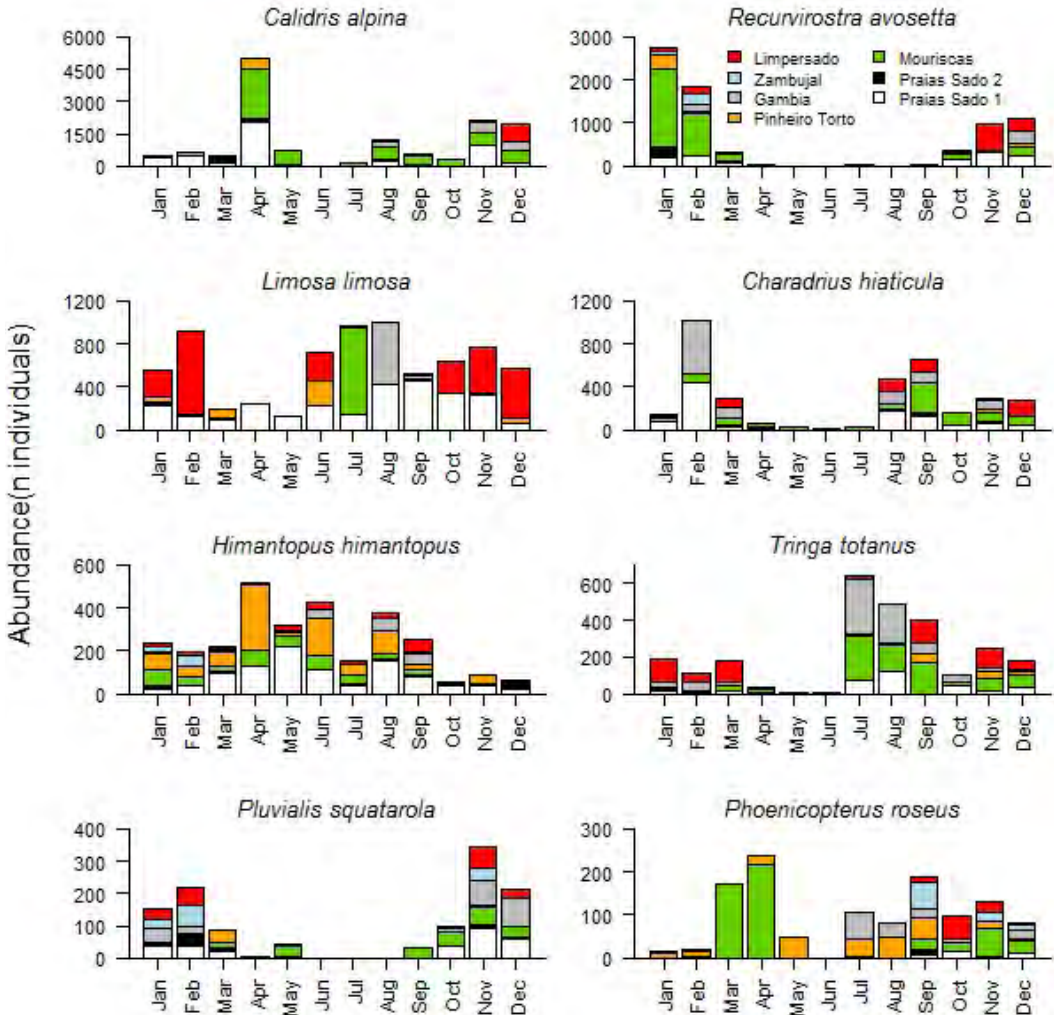 Abundance(n individuals)
Calidris alpina
6000
4500
3000
1500
0
Jan Feb Mar Apr May Jun Jul Aug Sep Oct Nov Dec
Recurvirostra avosetta
3000
2000
1000
0
Limpersado Mouriscas
Zambujal Praias Sado 2
Gambia Praias Sado 1
Pinheiro Torto
Jan Feb Mar Apr May Jun Jul Aug Sep Oct Nov Dec
Limosa limosa
1200
800
400
0
Jan Feb Mar Apr May Jun Jul Aug Sep Oct Nov Dec
Charadrius hiaticula
1200
800
400
0
Jan Feb Mar Apr May Jun Jul Aug Sep Oct Nov Dec
Himantopus himantopus
600
400
200
0
Jan Feb Mar Apr May Jun Jul Aug Sep Oct Nov Dec
Tringa totanus
600
400
200
0
Jan Feb Mar Apr May Jun Jul Aug Sep Oct Nov Dec
Pluvialis squatarola
400
300
200
100
0
Jan Feb Mar Apr May Jun Jul Aug Sep Oct Nov Dec
Phoenicopterus roseus
300
200
100
0
Jan Feb Mar Apr May Jun Jul Aug Sep Oct Nov Dec